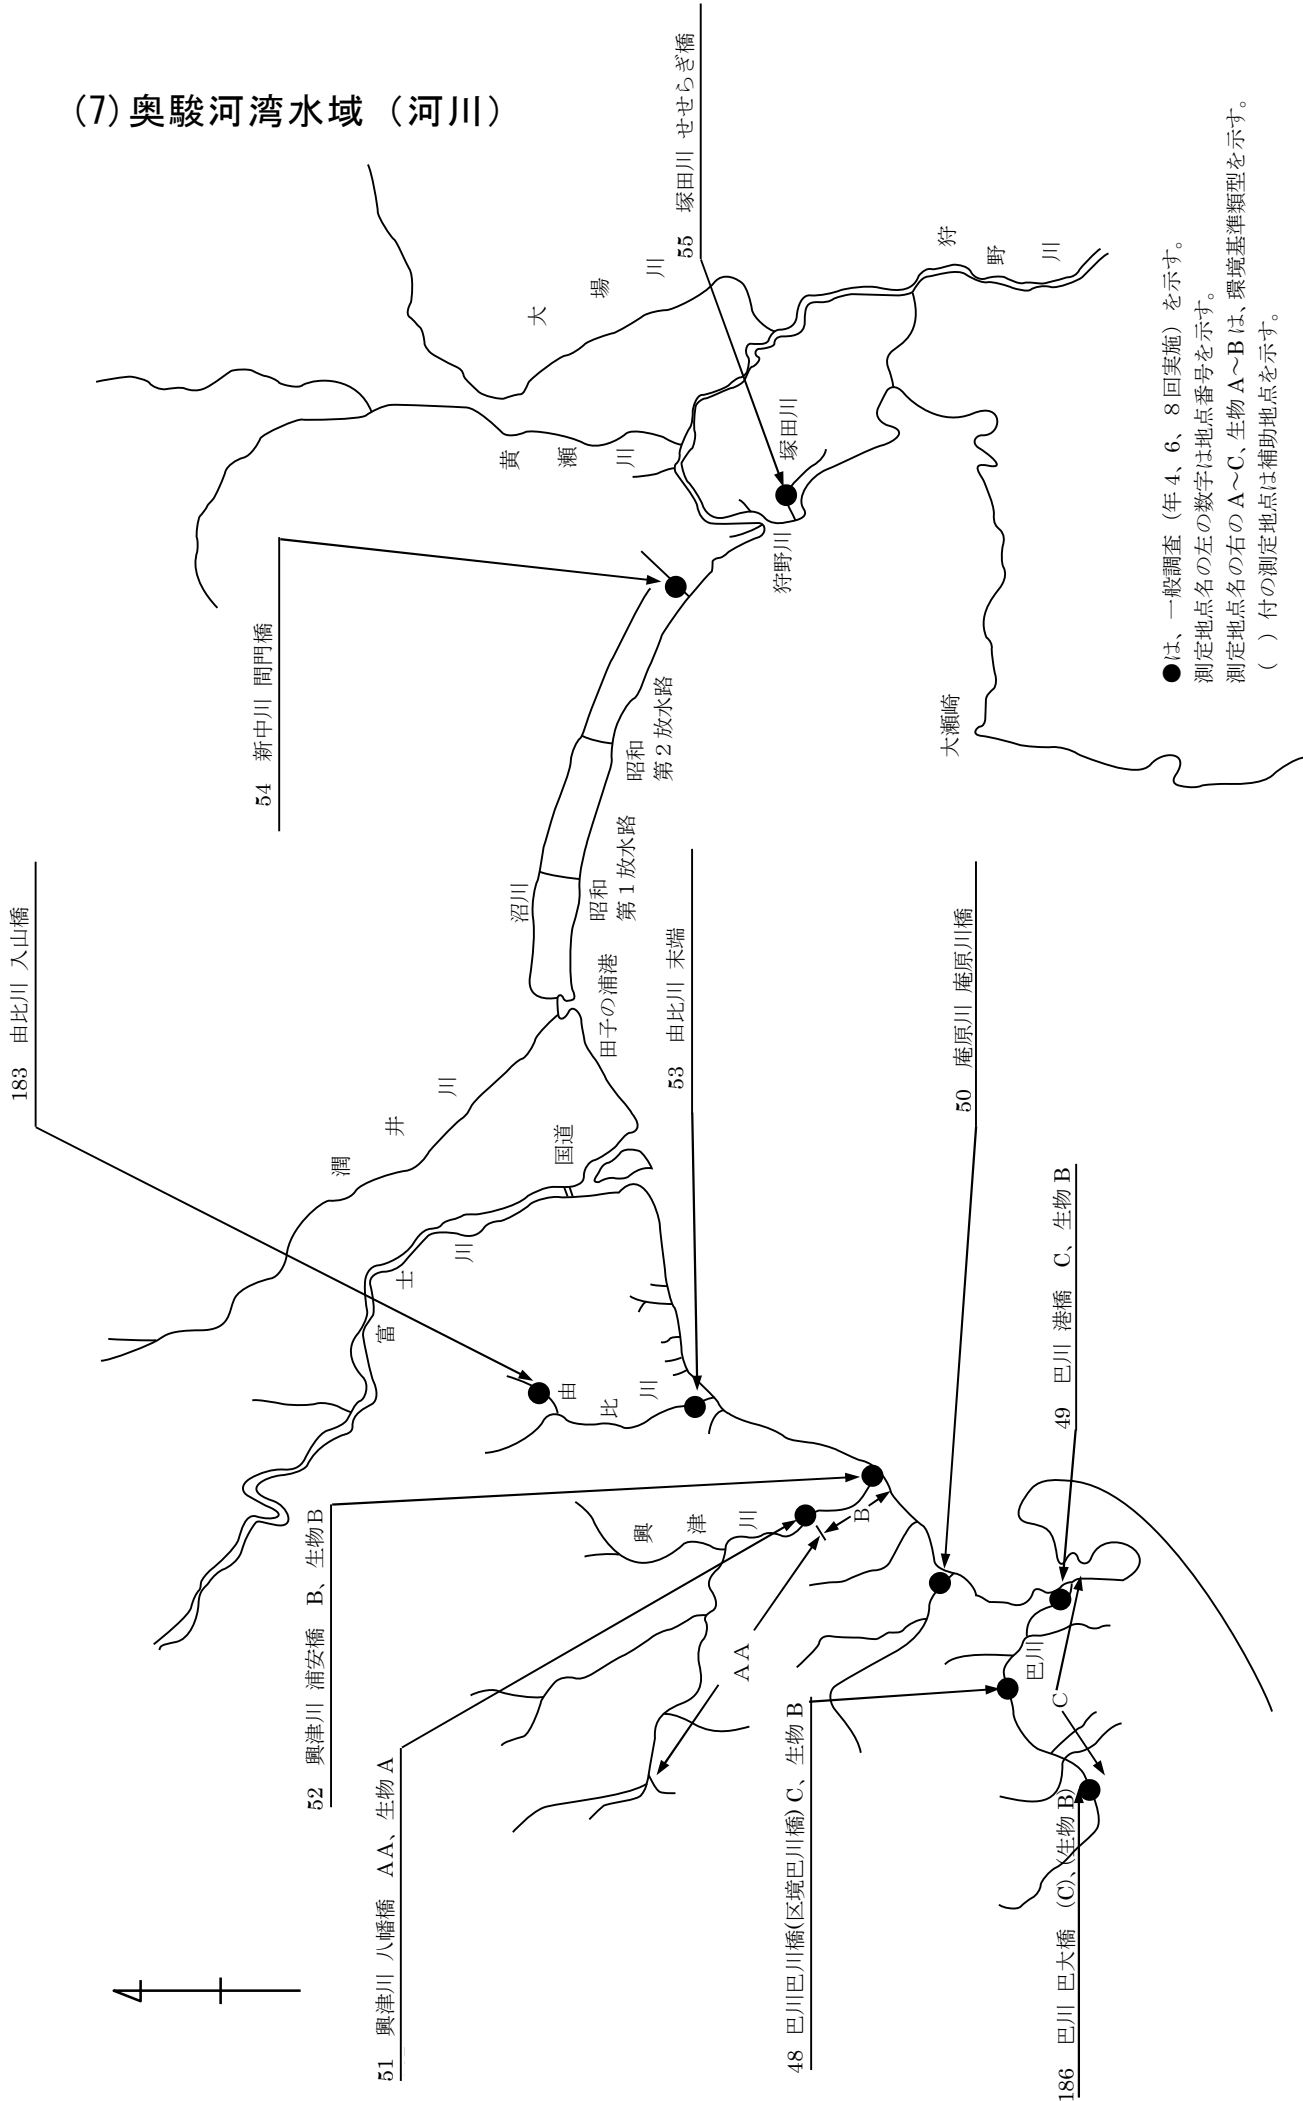 (7)奥駿河湾水域（河川）
55 塚田川 せせらぎ橋
54 新中川 間門橋
183 由比川 入山橋
53 由比川 末端
50 庵原川 庵原川橋
49 巴川 港橋 C、生物B
52 興津川 浦安橋 B、生物B
51 興津川 八幡橋 AA、生物A
48 巴川巴川橋(区境巴川橋)C、生物B
186 巴川 巴大橋 (C)、(生物B)
大場川
狩野川
黄瀬川
塚田川
狩野川
大瀬崎
昭和
第2放水路
昭和
第1放水路
沼川
田子の浦港
潤井川
国道
富士川
由比川
興津川
B
AA
巴川
C
●は、一般調査（年4、6、8回実施）を示す。
測定地点名の左の数字は地点番号を示す。
測定地点名の右のA～C、生物A～Bは、環境基準類型を示す。
（ ）付の測定地点は補助地点を示す。